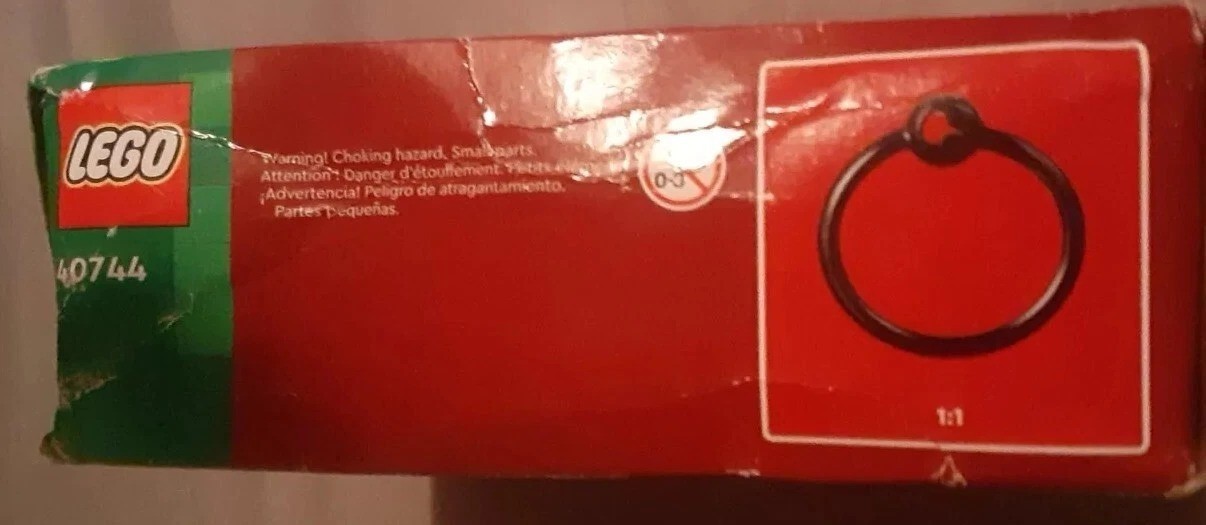 LEGO
40744
Warning! Choking hazard, Small parts.
Attention ! Danger d'étouffement. Petits
¡Advertencia! Peligro de atragantamiento.
Partes pequeñas.
0-3
1:1